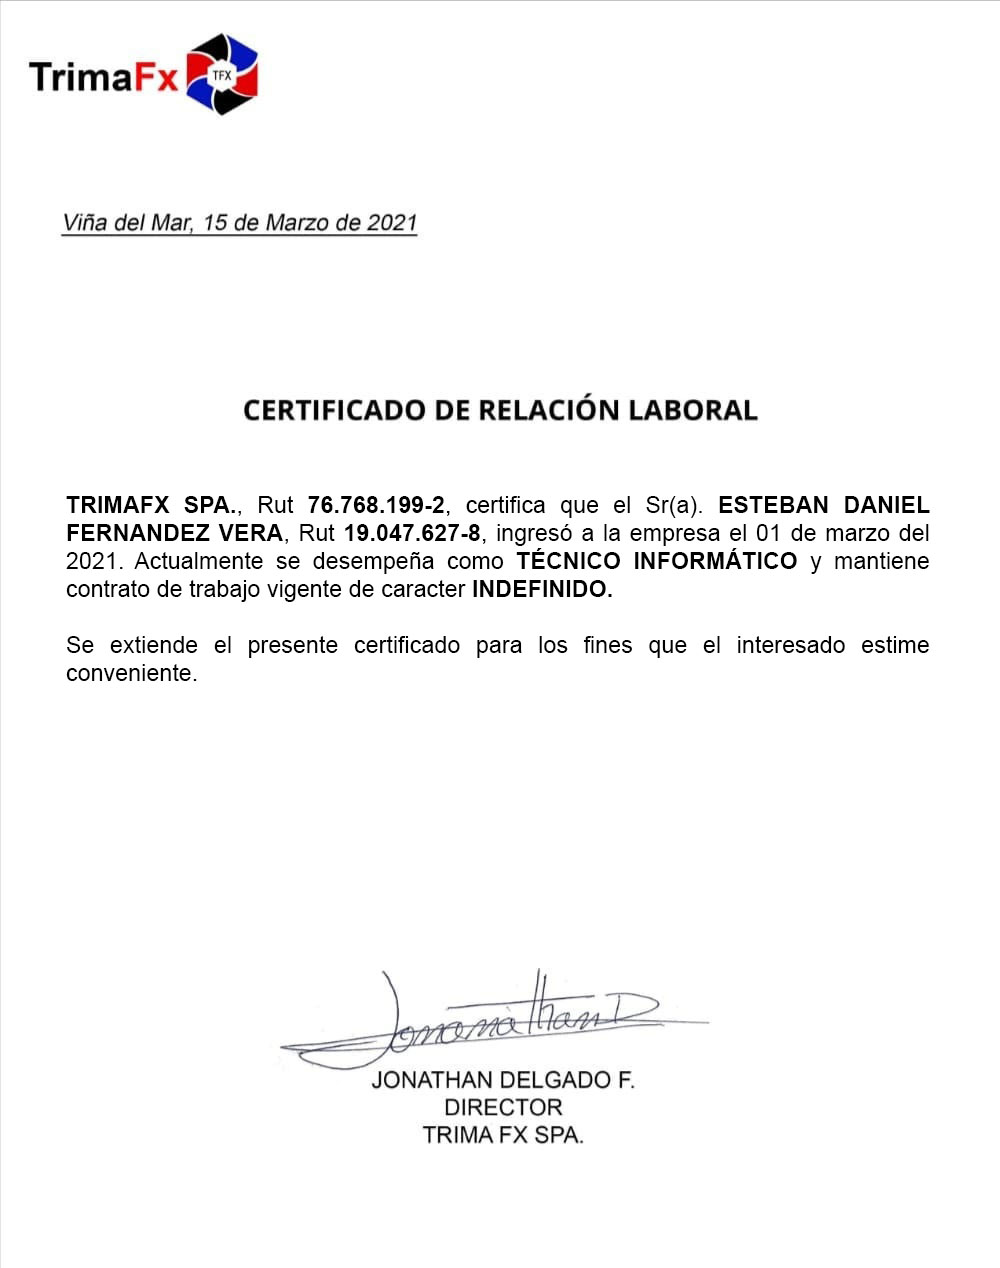 TrimaFx TFX
Viña del Mar, 15 de Marzo de 2021
CERTIFICADO DE RELACIÓN LABORAL
TRIMAFX SPA., Rut 76.768.199-2, certifica que el Sr(a). ESTEBAN DANIEL
FERNANDEZ VERA, Rut 19.047.627-8, ingresó a la empresa el 01 de marzo del
2021. Actualmente se desempeña como TÉCNICO INFORMÁTICO y mantiene
contrato de trabajo vigente de caracter INDEFINIDO.
Se extiende el presente certificado para los fines que el interesado estime
conveniente.
JONATHAN DELGADO F.
DIRECTOR
TRIMA FX SPA.